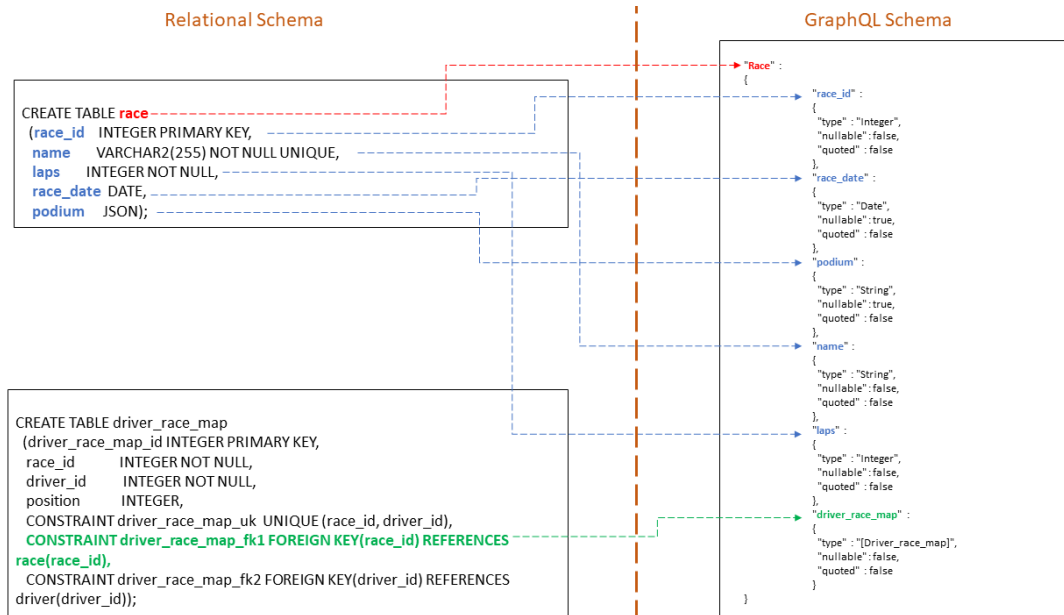 Relational Schema
CREATE TABLE race
(race_id INTEGER PRIMARY KEY,
name VARCHAR2(255) NOT NULL UNIQUE,
laps INTEGER NOT NULL,
race_date DATE,
podium JSON);
CREATE TABLE driver_race_map
(driver_race_map_id INTEGER PRIMARY KEY,
race_id INTEGER NOT NULL,
driver_id INTEGER NOT NULL,
position INTEGER,
CONSTRAINT driver_race_map_uk UNIQUE (race_id, driver_id),
CONSTRAINT driver_race_map_fk1 FOREIGN KEY(race_id) REFERENCES
race(race_id),
CONSTRAINT driver_race_map_fk2 FOREIGN KEY(driver_id) REFERENCES
driver(driver_id));
GraphQL Schema
"Race" :
{
"race_id" :
{
"type" : "Integer",
"nullable" : false,
"quoted" : false
},
"race_date" :
{
"type" : "Date",
"nullable" : true,
"quoted" : false
},
"podium" :
{
"type" : "String",
"nullable" : true,
"quoted" : false
},
"name" :
{
"type" : "String",
"nullable" : false,
"quoted" : false
},
"laps" :
{
"type" : "Integer",
"nullable" : false,
"quoted" : false
},
"driver_race_map" :
{
"type" : "[Driver_race_map]",
"nullable" : false,
"quoted" : false
}
}